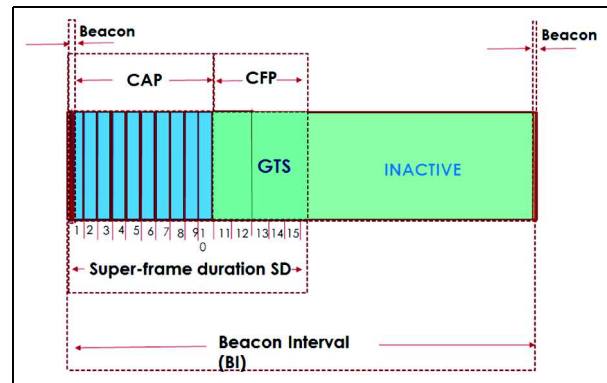 Beacon
Beacon
CAP
CFP
GTS
INACTIVE
1 2 3 4 5 6 7 8 9 1 11 12 13 14 15
0
Super-frame duration SD
Beacon Interval
(BI)